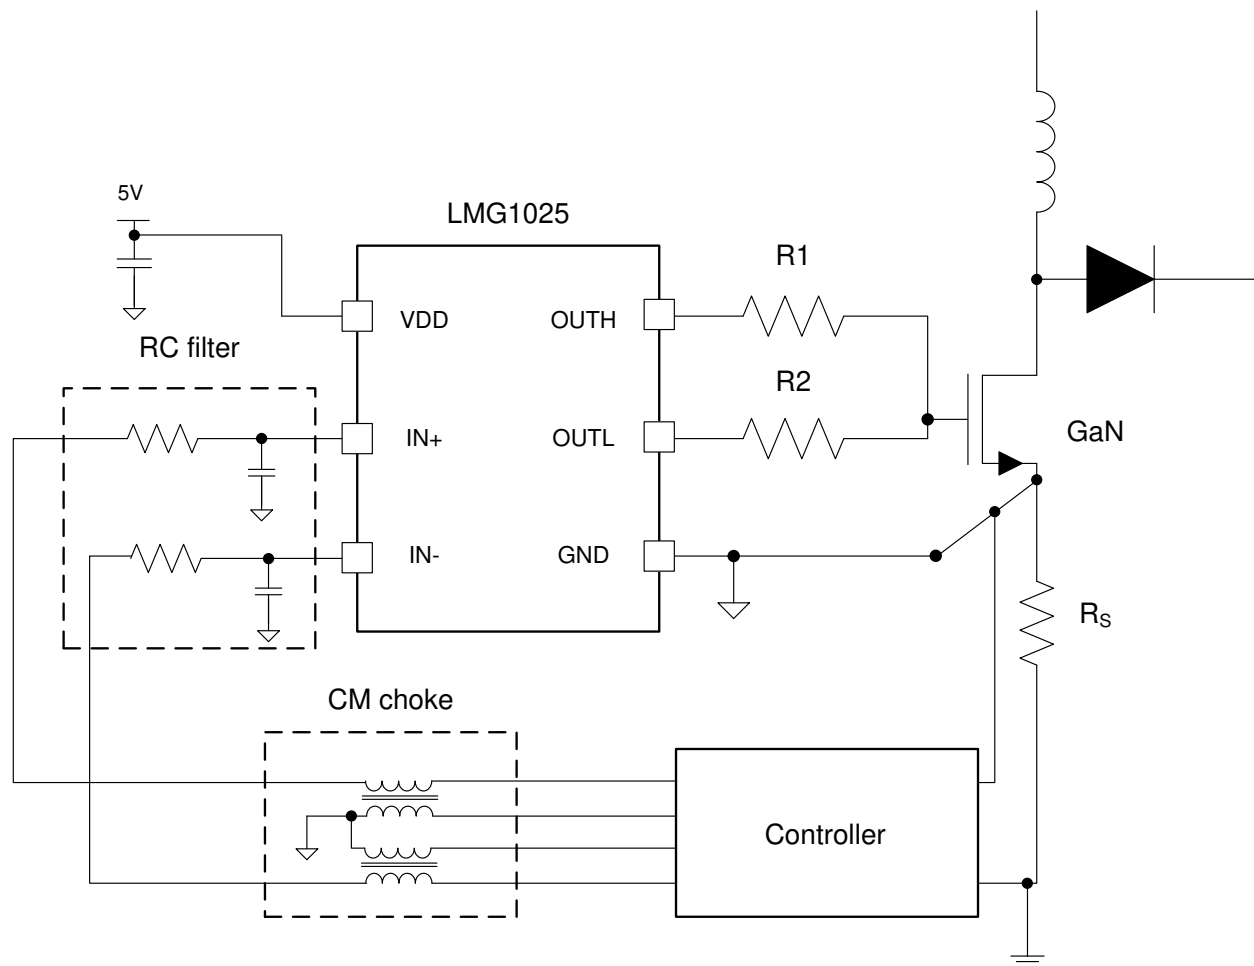 5V
LMG1025
R1
VDD
OUTH
RC filter
R2
IN+
OUTL
GaN
IN-
GND
RS
CM choke
Controller